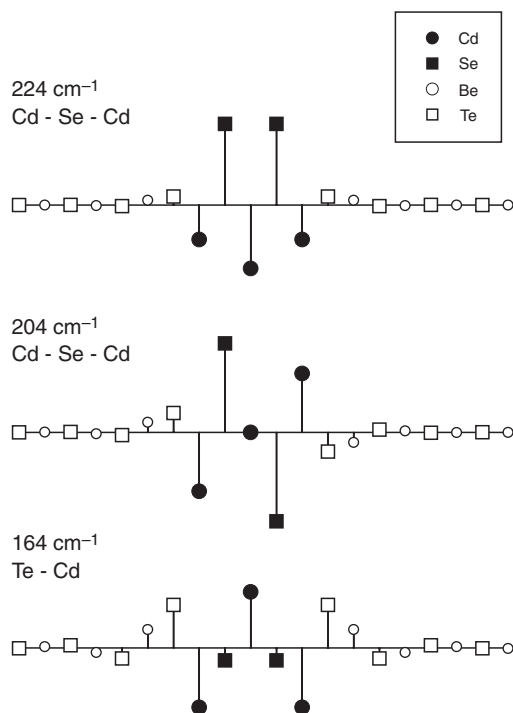 Cd
Se
Be
Te
224 cm⁻¹
Cd - Se - Cd
204 cm⁻¹
Cd - Se - Cd
164 cm⁻¹
Te - Cd